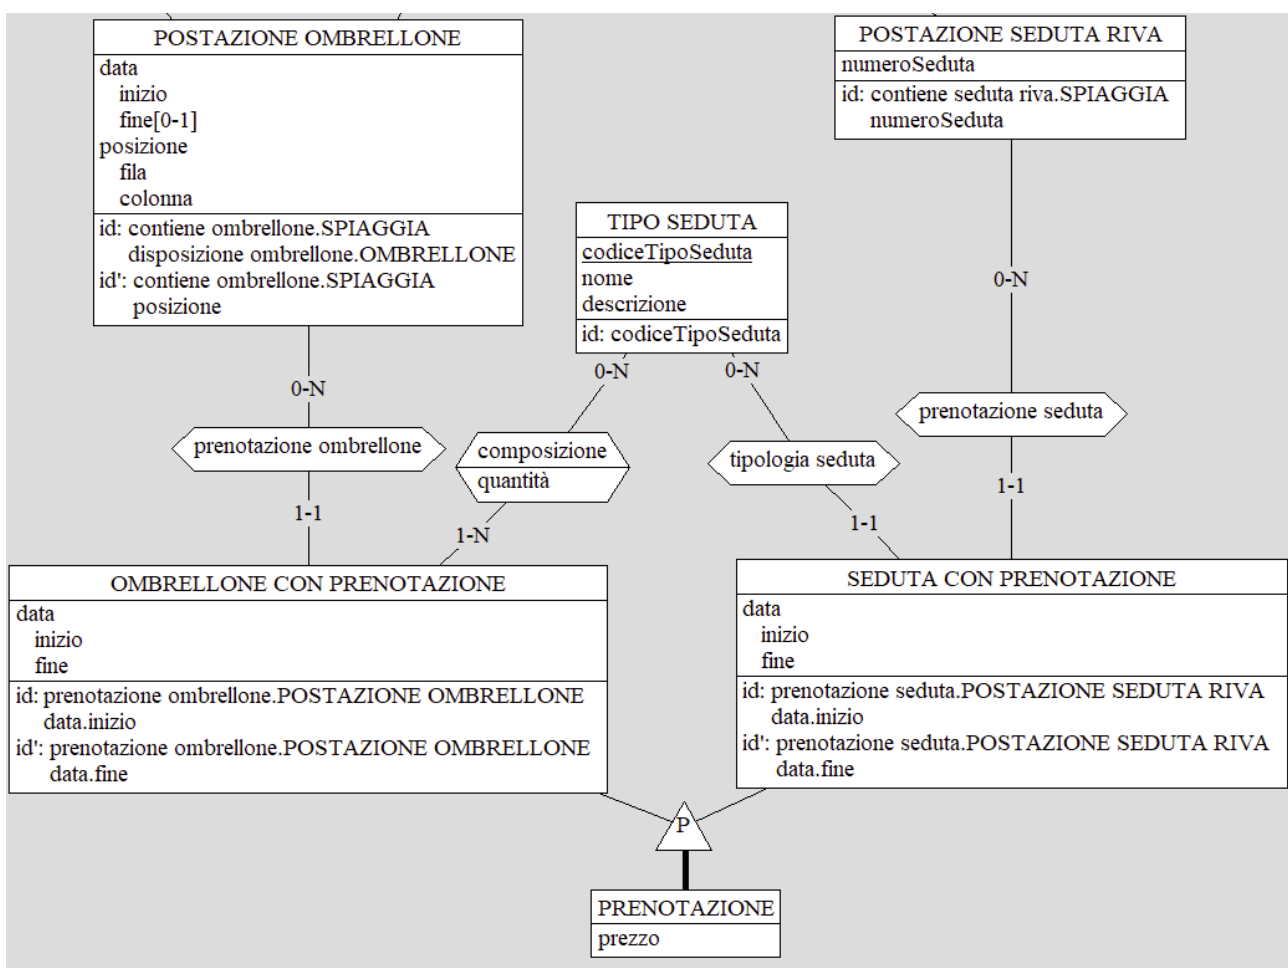 POSTAZIONE OMBRELLONE
data
inizio
fine[0-1]
posizione
fila
colonna
id: contiene ombrellone.SPIAGGIA
disposizione ombrellone.OMBRELLONE
id': contiene ombrellone.SPIAGGIA
posizione
POSTAZIONE SEDUTA RIVA
numeroSeduta
id: contiene seduta riva.SPIAGGIA
numeroSeduta
TIPO SEDUTA
codiceTipoSeduta
nome
descrizione
id: codiceTipoSeduta
0-N
0-N
0-N
0-N
prenotazione ombrellone
composizione
quantità
tipologia seduta
prenotazione seduta
1-1
1-N
1-1
1-1
OMBRELLONE CON PRENOTAZIONE
data
inizio
fine
id: prenotazione ombrellone.POSTAZIONE OMBRELLONE
data.inizio
id': prenotazione ombrellone.POSTAZIONE OMBRELLONE
data.fine
SEDUTA CON PRENOTAZIONE
data
inizio
fine
id: prenotazione seduta.POSTAZIONE SEDUTA RIVA
data.inizio
id': prenotazione seduta.POSTAZIONE SEDUTA RIVA
data.fine
P
PRENOTAZIONE
prezzo